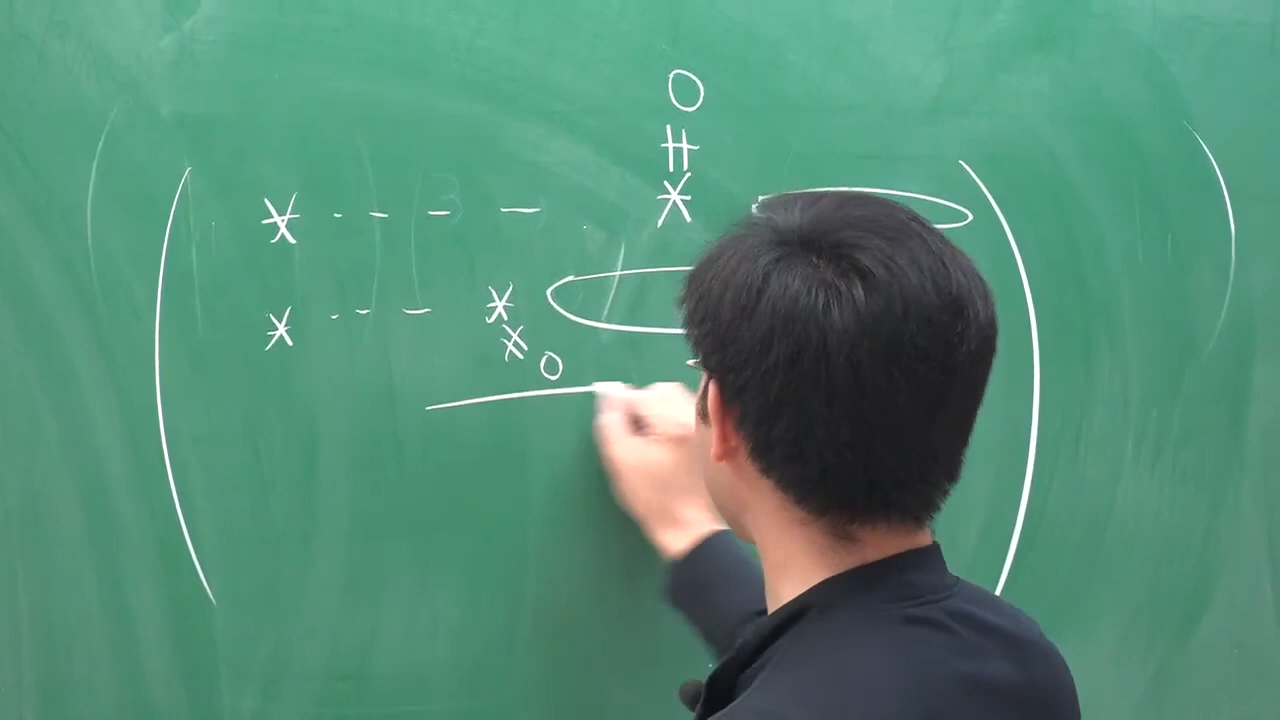 0
≠
* - - - - *
* - - - *
* 0